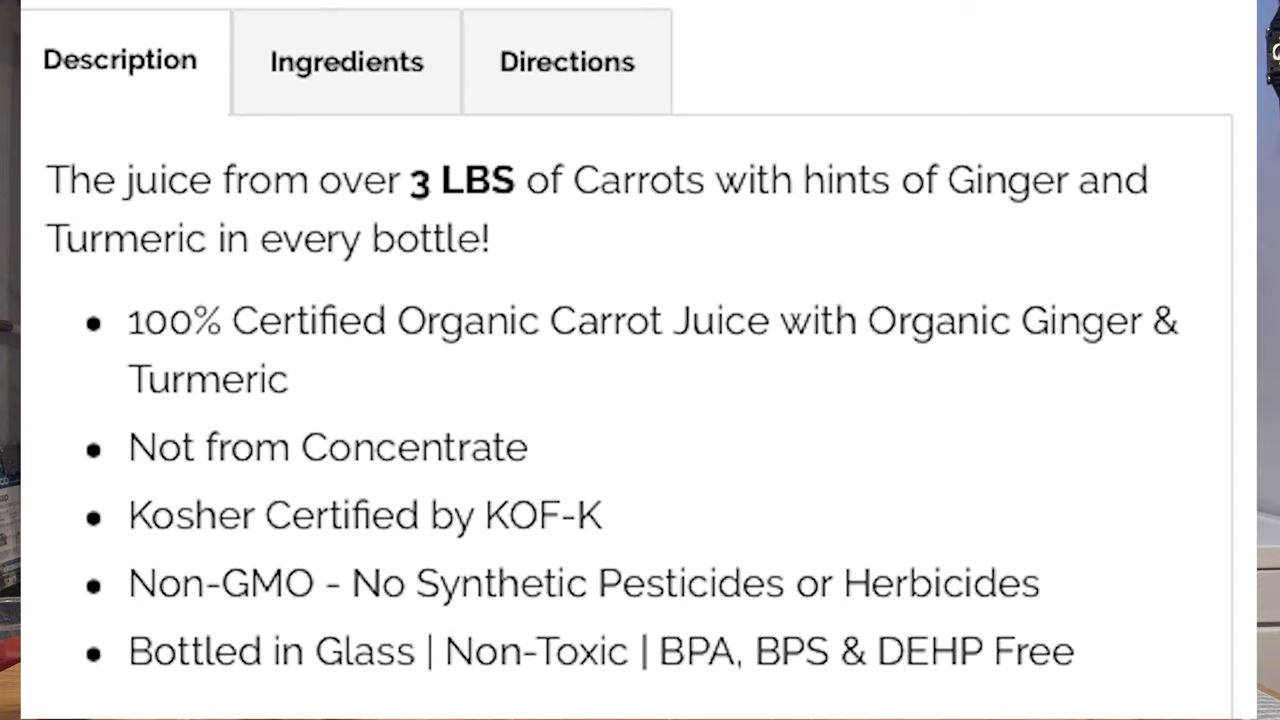 Description Ingredients Directions
The juice from over 3 LBS of Carrots with hints of Ginger and
Turmeric in every bottle!
• 100% Certified Organic Carrot Juice with Organic Ginger &
Turmeric
• Not from Concentrate
• Kosher Certified by KOF-K
• Non-GMO - No Synthetic Pesticides or Herbicides
• Bottled in Glass | Non-Toxic | BPA, BPS & DEHP Free